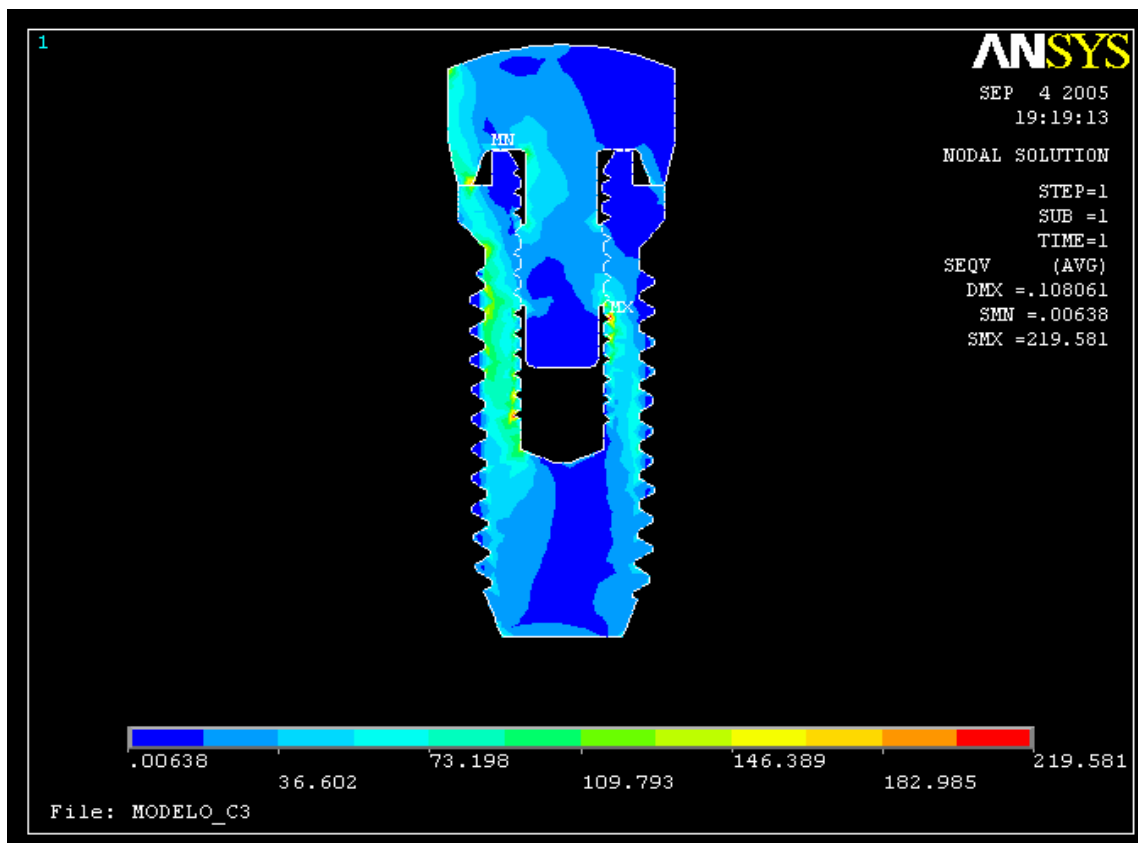 1
ANSYS
SEP 4 2005
19:19:13
NODAL SOLUTION
STEP=1
SUB =1
TIME=1
SEQV (AVG)
DMX =.108061
SMN =.00638
SMX =219.581
MN
MX
.00638 73.198 146.389 219.581
36.602 109.793 182.985
File: MODELO_C3